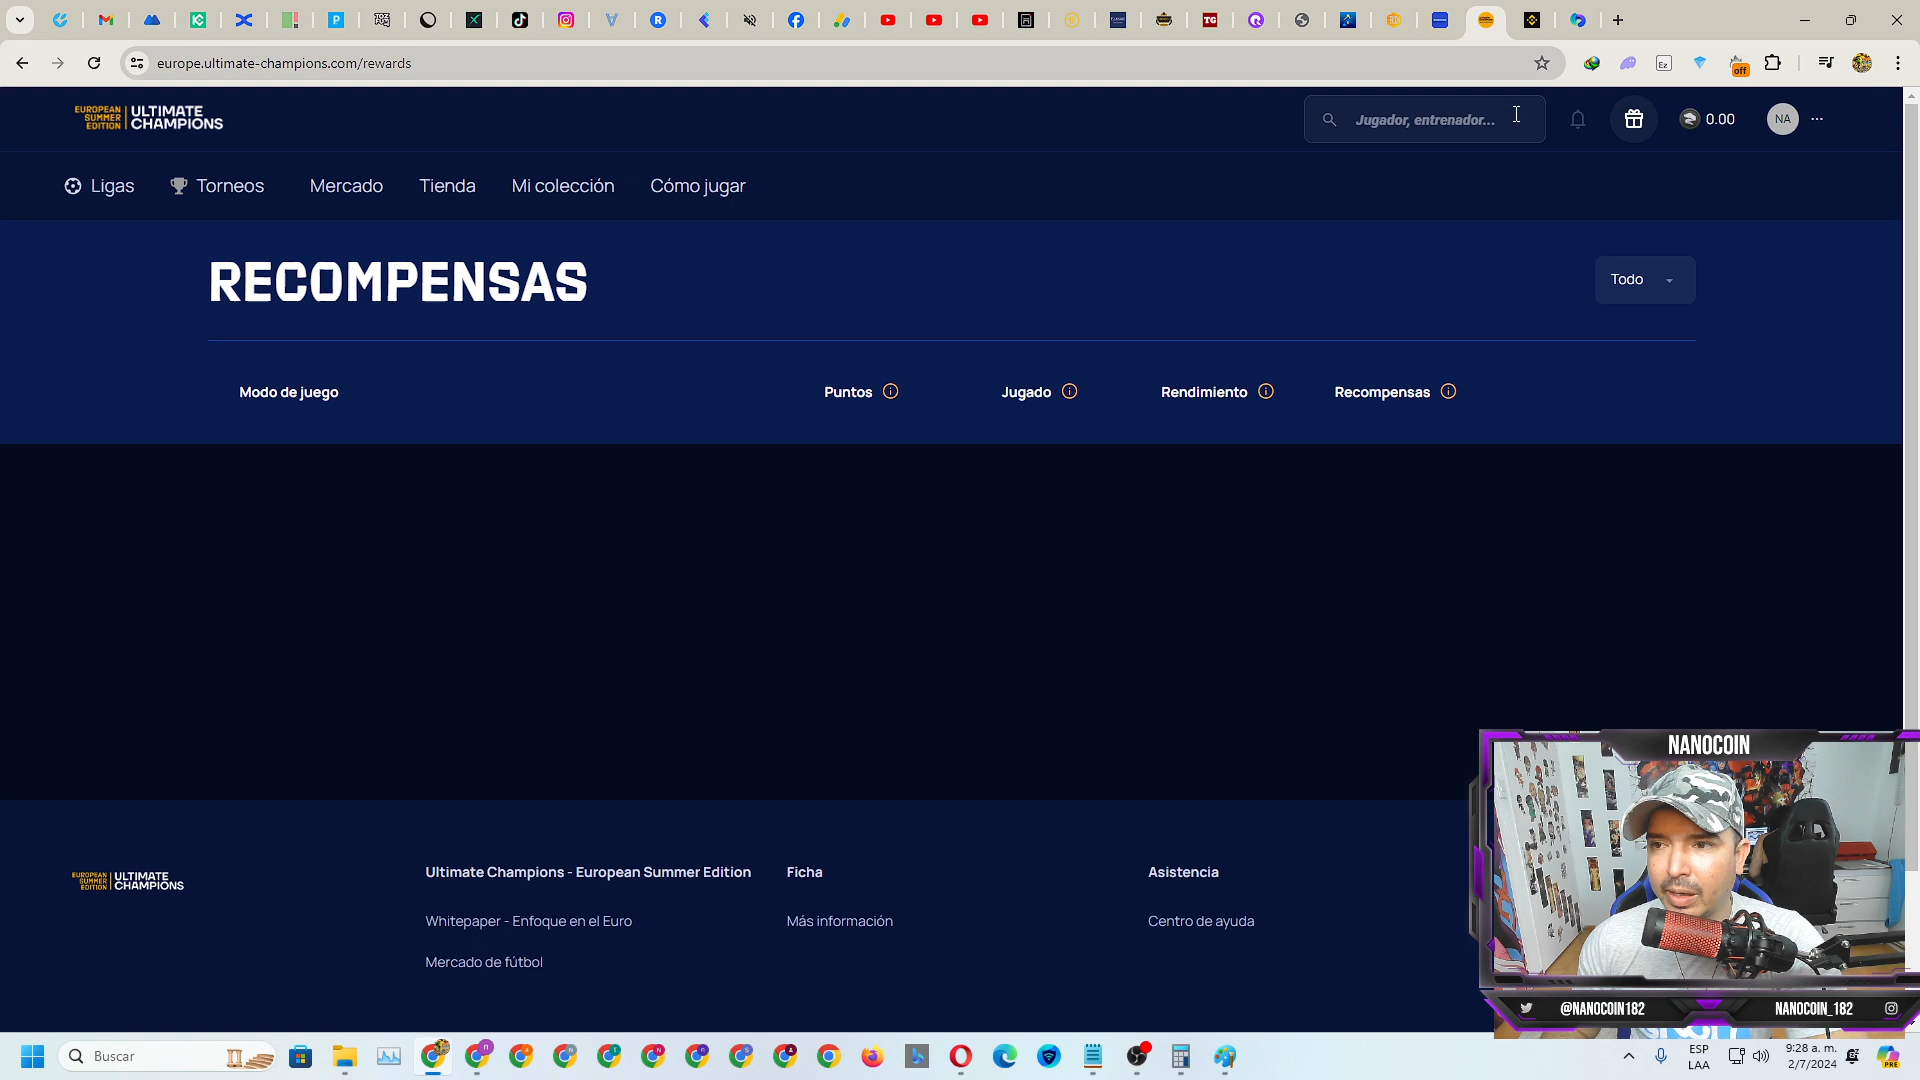 europe.ultimate-champions.com/rewards
off
EUROPEAN
SUMMER
EDITION
ULTIMATE
CHAMPIONS
Jugador, entrenador...
0.00
NA
Ligas
Torneos
Mercado
Tienda
Mi colección
Cómo jugar
RECOMPENSAS
Todo
Modo de juego
Puntos
Jugado
Rendimiento
Recompensas
NANOCOIN
EUROPEAN
SUMMER
EDITION
ULTIMATE
CHAMPIONS
Ultimate Champions - European Summer Edition
Ficha
Asistencia
Whitepaper - Enfoque en el Euro
Más información
Centro de ayuda
Mercado de fútbol
@NANOCOIN182
NANOCOIN_182
Buscar
ESP
LAA
9:28 a. m.
2/7/2024
PRE